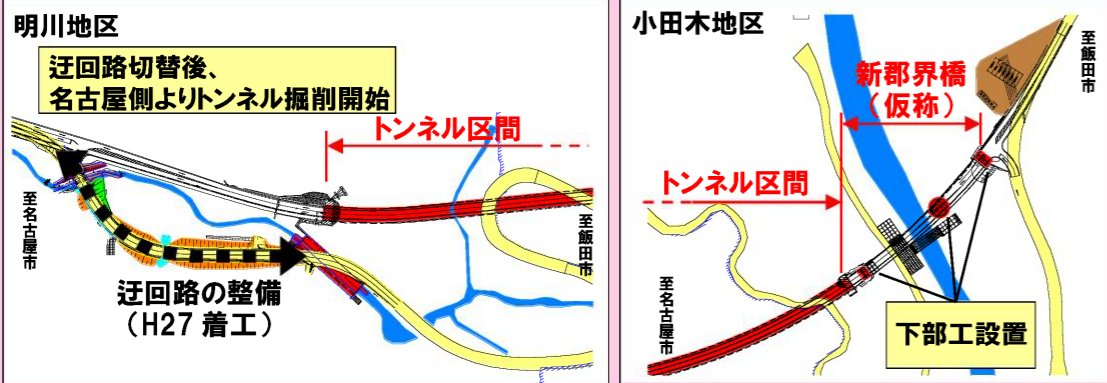 明川地区
迂回路切替後、
名古屋側よりトンネル掘削開始
トンネル区間
至名古屋市
至飯田市
迂回路の整備
（H27 着工）
小田木地区
至飯田市
新郡界橋
（仮称）
トンネル区間
至名古屋市
下部工設置